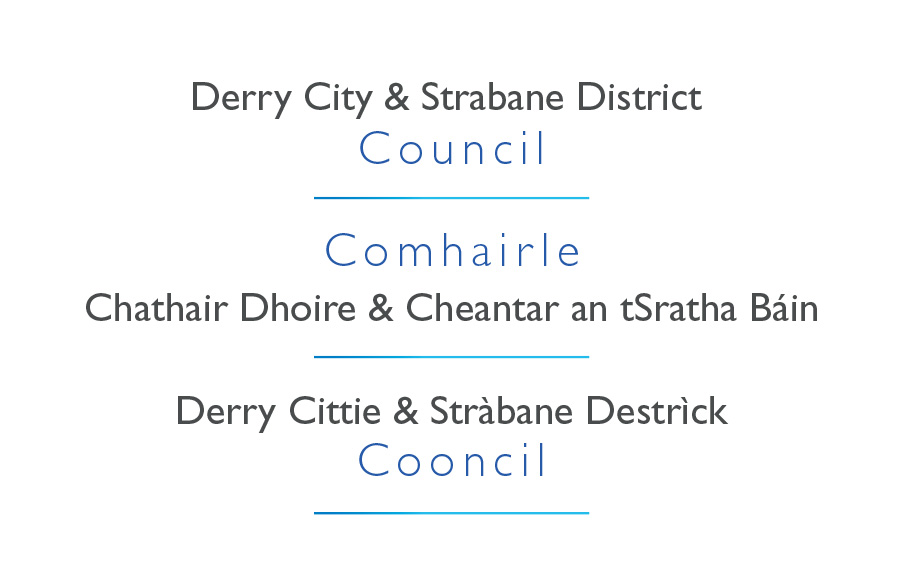 Derry City & Strabane District
Council
Comhairle
Chathair Dhoire & Cheantar an tSratha Báin
Derry Cittie & Stràbane Destrìck
Cooncil